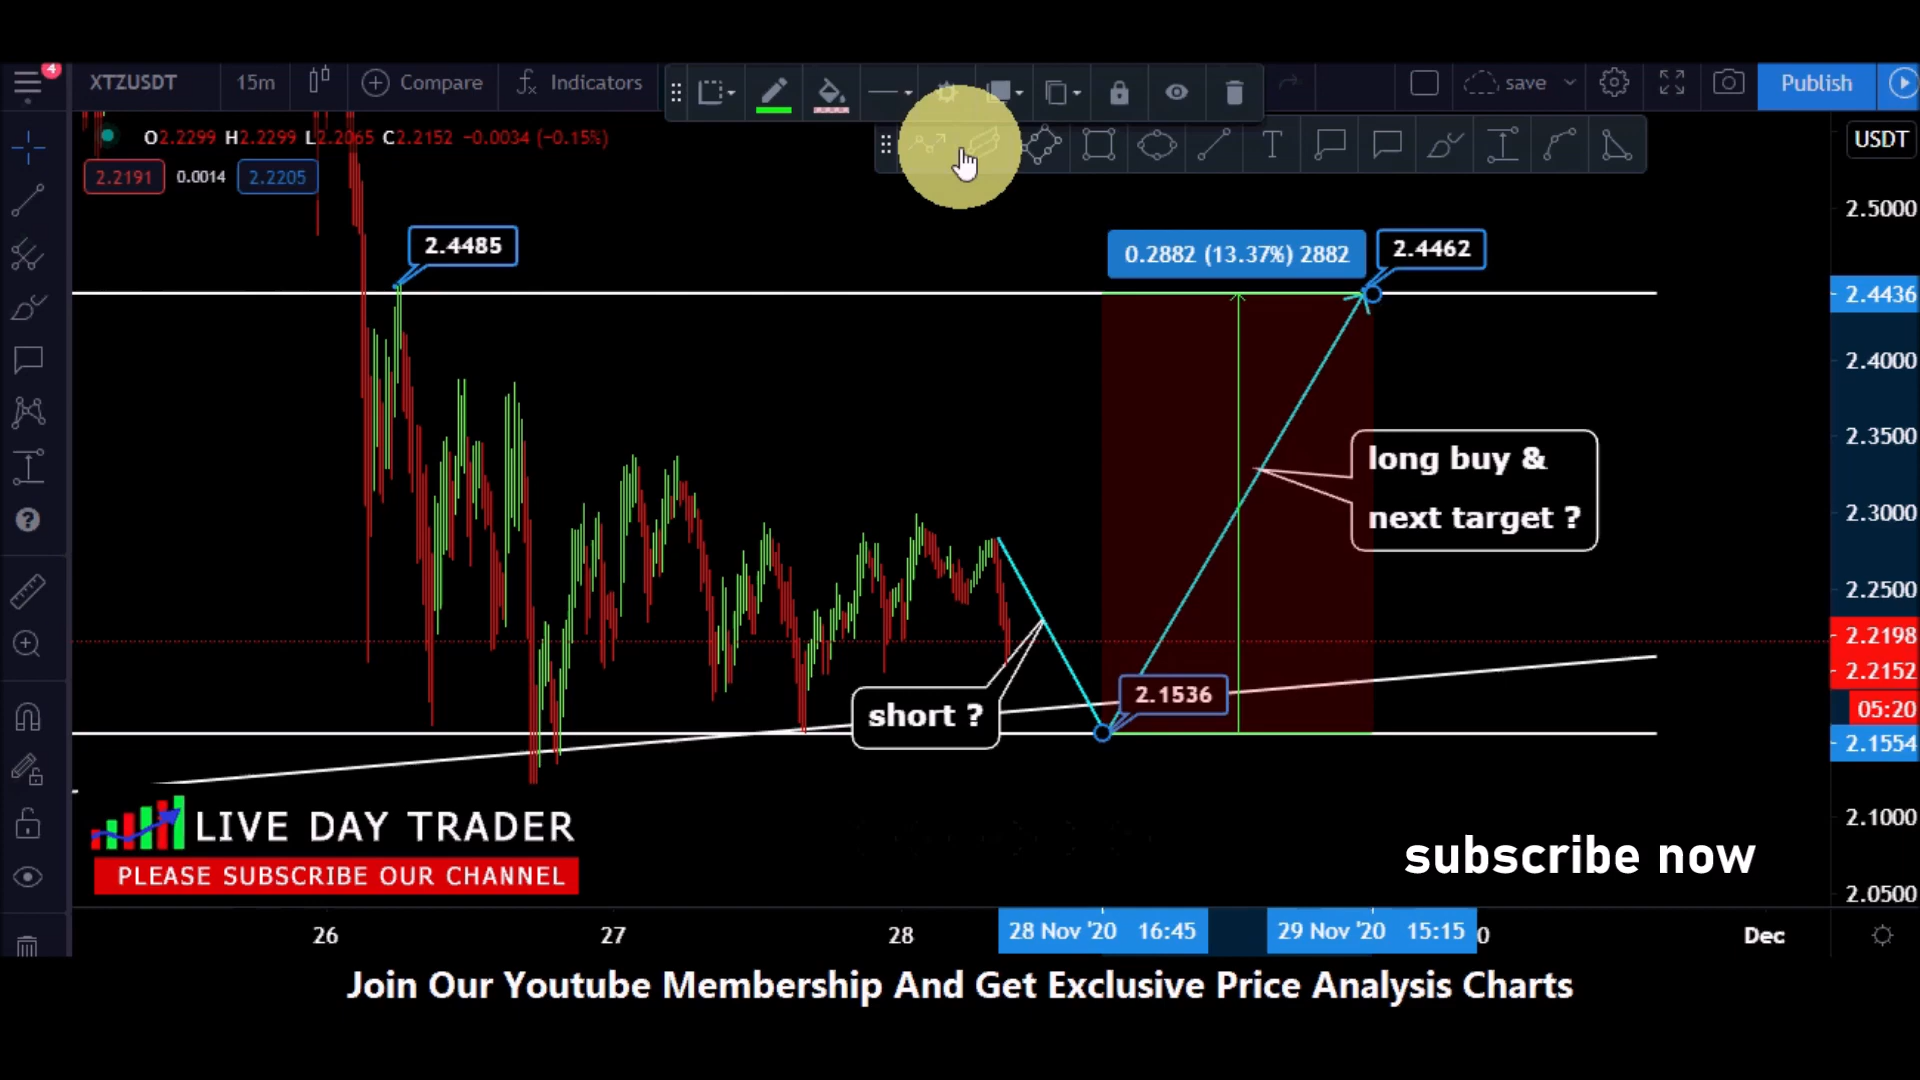 4
XTZUSDT 15m Compare Indicators save Publish
O2.2299 H2.2299 L2.2065 C2.2152 −0.0034 (−0.15%)
2.2191 0.0014 2.2205
T
USDT
2.5000
2.4485
0.2882 (13.37%) 2882
2.4462
2.4436
2.4000
2.3500
long buy &
next target ?
2.3000
2.2500
2.2198
2.2152
05:20
2.1536
short ?
2.1554
2.1000
LIVE DAY TRADER
PLEASE SUBSCRIBE OUR CHANNEL
subscribe now
2.0500
26 27 28 28 Nov '20 16:45 29 Nov '20 15:15 0 Dec
Join Our Youtube Membership And Get Exclusive Price Analysis Charts